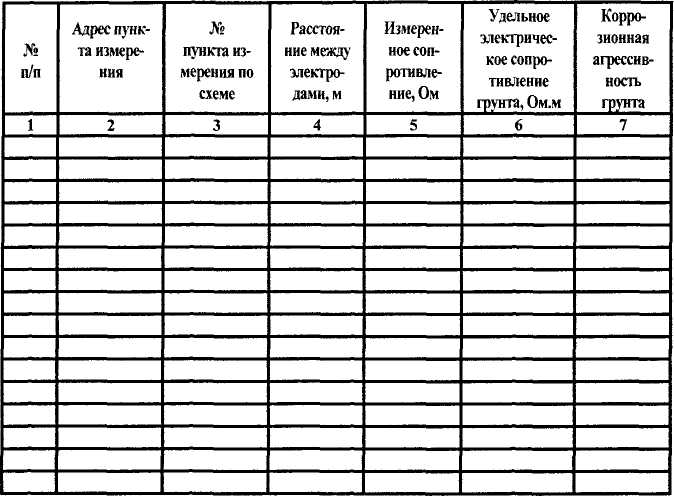 №
п/п
Адрес пунк-
та измере-
ния
№
пункта из-
мерения по
схеме
Расстоя-
ние между
электро-
дами, м
Измерен-
ное соп-
ротивле-
ние, Ом
Удельное
электричес-
кое сопро-
тивление
грунта, Ом.м
Корро-
зионная
агрессив-
ность
грунта
1 2 3 4 5 6 7